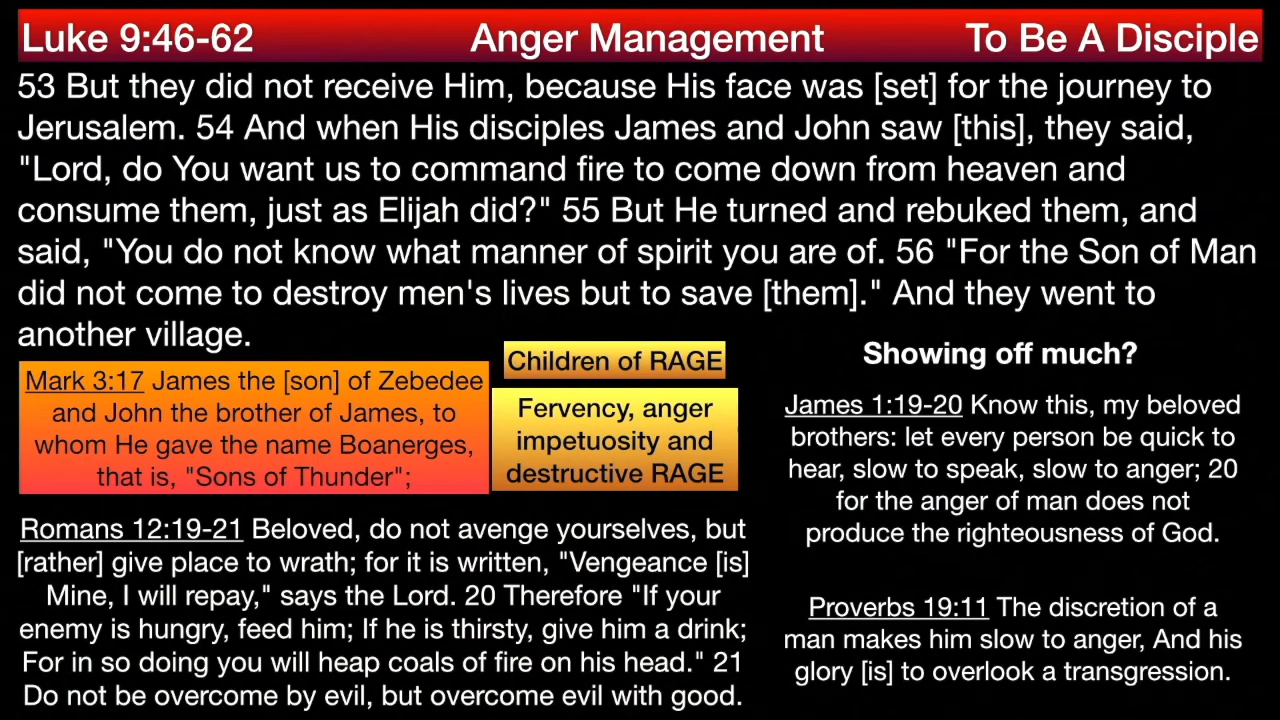 Luke 9:46-62 Anger Management To Be A Disciple
53 But they did not receive Him, because His face was [set] for the journey to
Jerusalem. 54 And when His disciples James and John saw [this], they said,
"Lord, do You want us to command fire to come down from heaven and
consume them, just as Elijah did?" 55 But He turned and rebuked them, and
said, "You do not know what manner of spirit you are of. 56 "For the Son of Man
did not come to destroy men's lives but to save [them]." And they went to
another village.
Mark 3:17 James the [son] of Zebedee
and John the brother of James, to
whom He gave the name Boanerges,
that is, "Sons of Thunder";
Children of RAGE
Fervency, anger
impetuosity and
destructive RAGE
Showing off much?
James 1:19-20 Know this, my beloved
brothers: let every person be quick to
hear, slow to speak, slow to anger; 20
for the anger of man does not
produce the righteousness of God.
Romans 12:19-21 Beloved, do not avenge yourselves, but
[rather] give place to wrath; for it is written, "Vengeance [is]
Mine, I will repay," says the Lord. 20 Therefore "If your
enemy is hungry, feed him; If he is thirsty, give him a drink;
For in so doing you will heap coals of fire on his head." 21
Do not be overcome by evil, but overcome evil with good.
Proverbs 19:11 The discretion of a
man makes him slow to anger, And his
glory [is] to overlook a transgression.